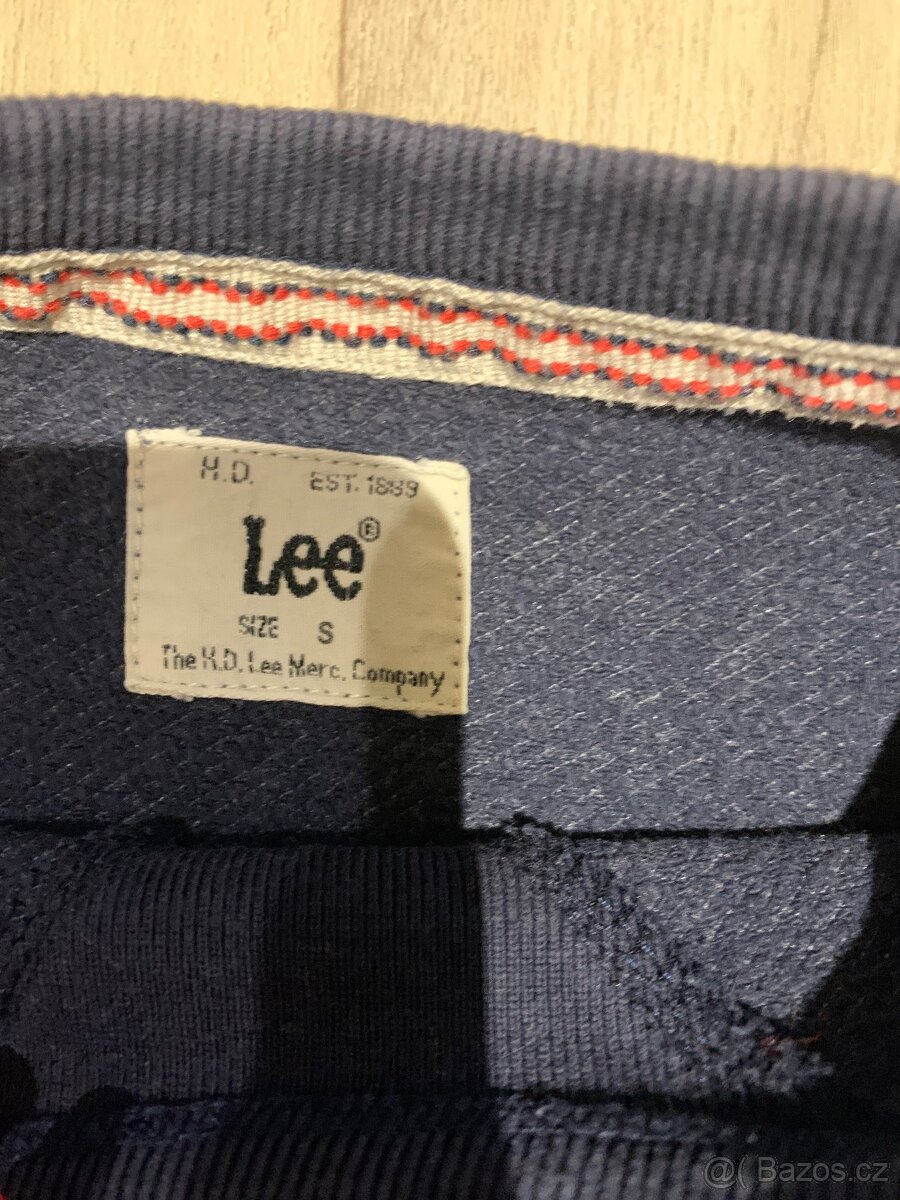 H.D. EST. 1889
Lee®
SIZE S
The H.D. Lee Merc. Company
@( Bazos.cz